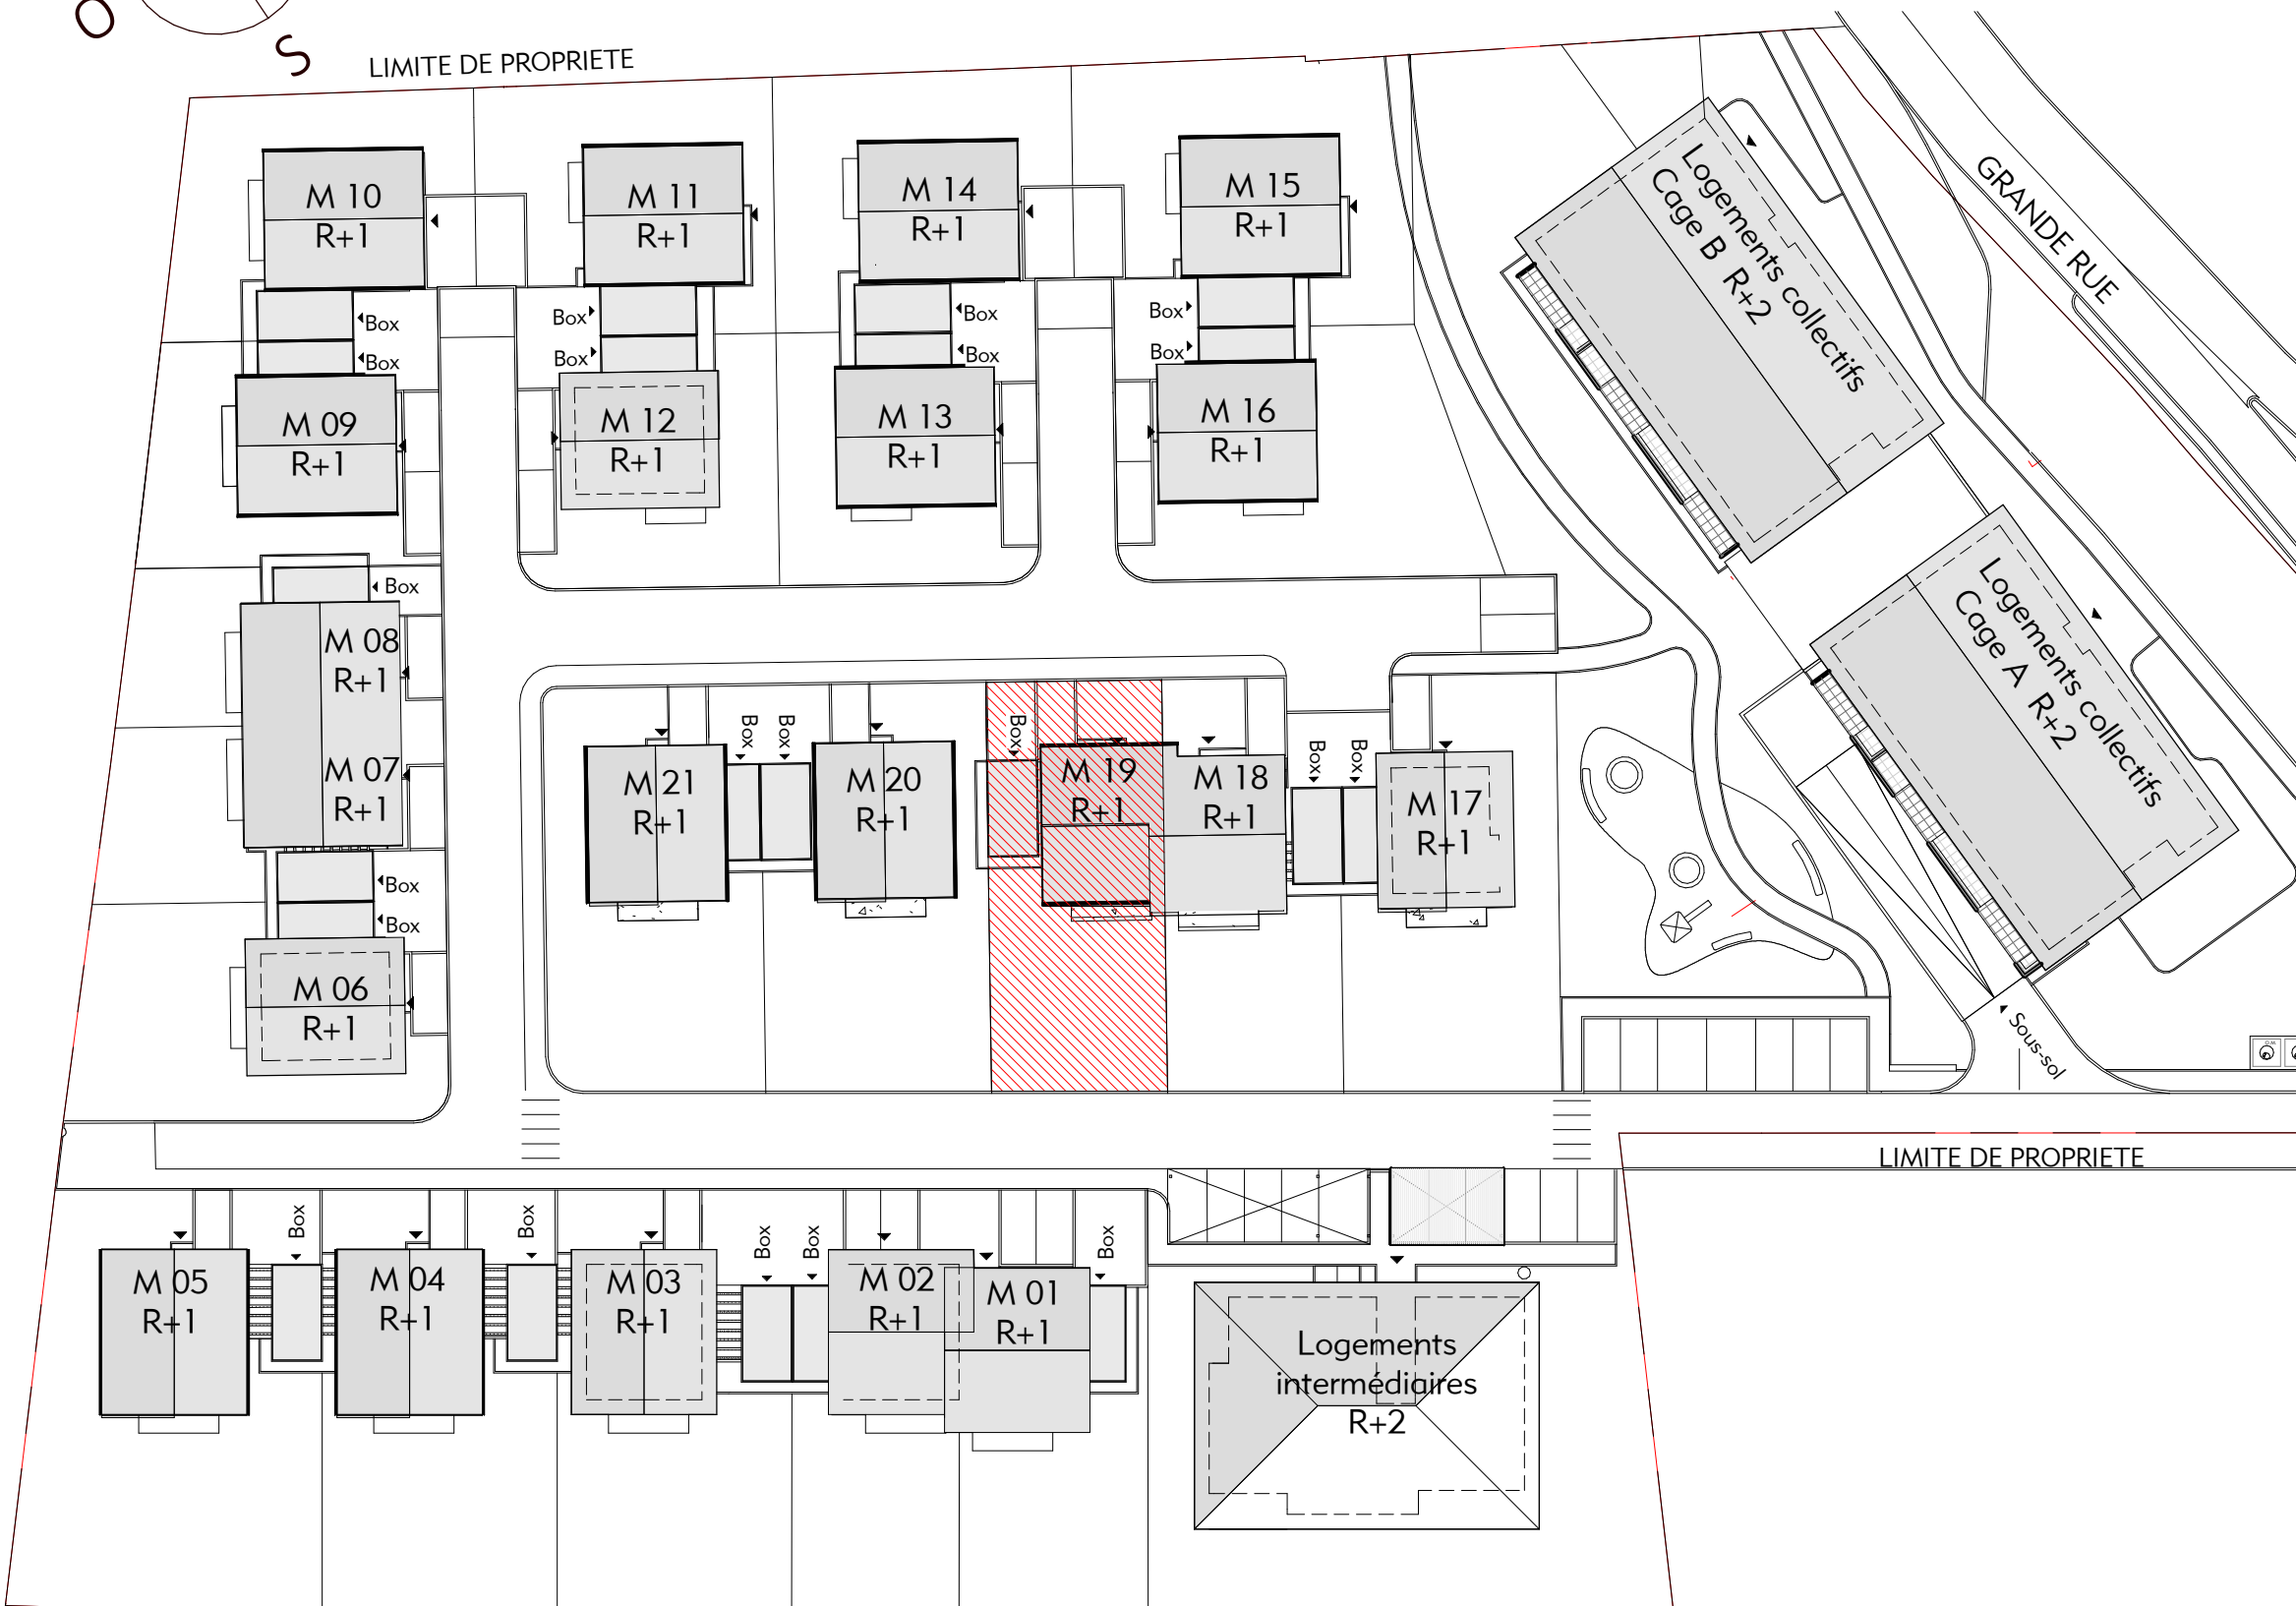 O
S
LIMITE DE PROPRIETE
GRANDE RUE
M 10
R+1
M 11
R+1
M 14
R+1
M 15
R+1
Logements collectifs
Cage B R+2
Box
Box
Box
Box
Box
Box
Box
Box
M 09
R+1
M 12
R+1
M 13
R+1
M 16
R+1
Logements collectifs
Cage A R+2
Box
M 08
R+1
M 07
R+1
Box
Box
M 06
R+1
Box
Box
Box
Box
Box
M 21
R+1
M 20
R+1
M 19
R+1
M 18
R+1
M 17
R+1
Sous-sol
LIMITE DE PROPRIETE
Box
Box
Box
Box
Box
M 05
R+1
M 04
R+1
M 03
R+1
M 02
R+1
M 01
R+1
Logements
intermédiaires
R+2